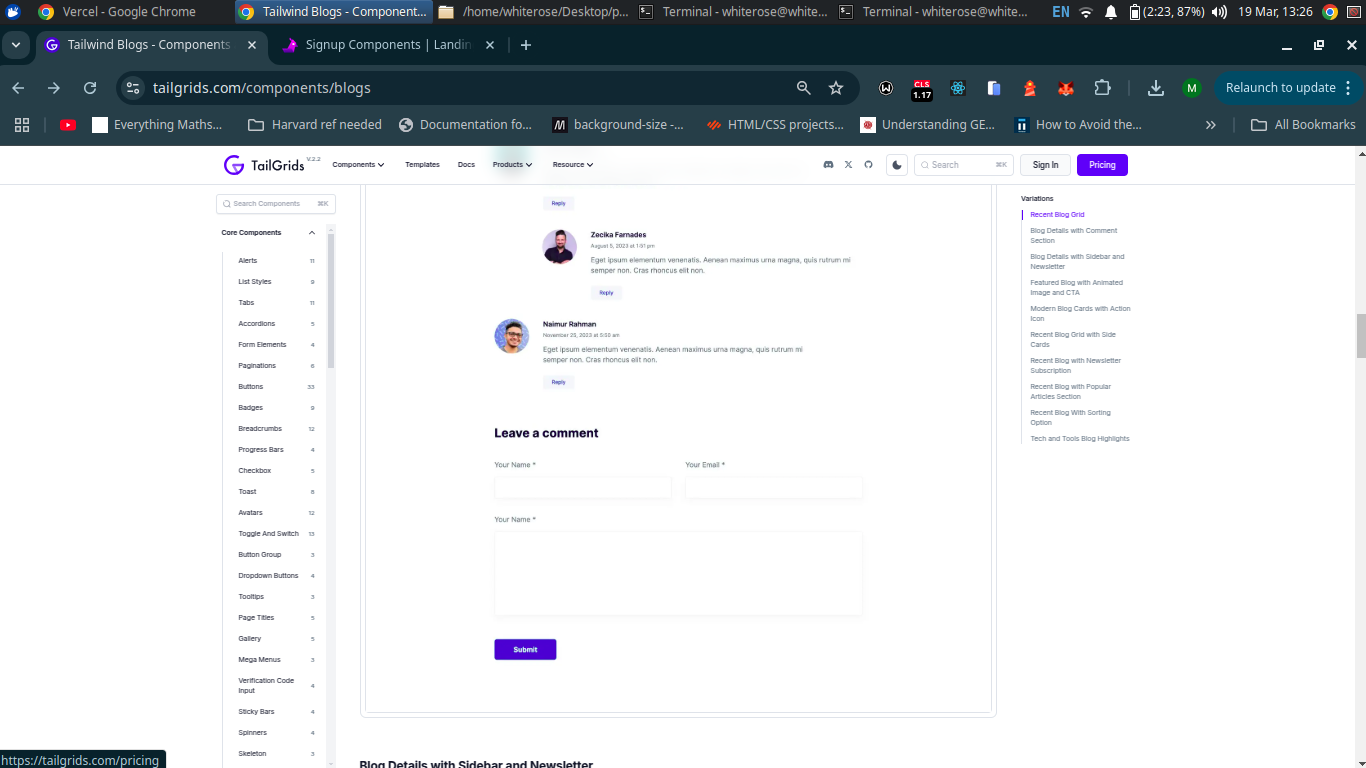 Vercel - Google Chrome
Tailwind Blogs - Component...
/home/whiterose/Desktop/p...
Terminal - whiterose@white...
Terminal - whiterose@white...
EN
(2:23, 87%)
19 Mar, 13:26
Tailwind Blogs - Components
Signup Components | Landin
tailgrids.com/components/blogs
CLS
1.17
M
Relaunch to update
Everything Maths...
Harvard ref needed
Documentation fo...
background-size -...
HTML/CSS projects...
Understanding GE...
How to Avoid the...
All Bookmarks
TailGrids
V 2.2
Components
Templates
Docs
Products
Resource
Search
⌘K
Sign In
Pricing
Search Components
⌘K
Core Components
Alerts 11
List Styles 9
Tabs 11
Accordions 5
Form Elements 4
Paginations 6
Buttons 33
Badges 9
Breadcrumbs 12
Progress Bars 4
Checkbox 5
Toast 8
Avatars 12
Toggle And Switch 13
Button Group 3
Dropdown Buttons 4
Tooltips 3
Page Titles 5
Gallery 5
Mega Menus 3
Verification Code
Input 4
Sticky Bars 4
Spinners 4
Skeleton 3
Reply
Zecika Farnades
August 5, 2023 at 1:51 pm
Eget ipsum elementum venenatis. Aenean maximus urna magna, quis rutrum mi
semper non. Cras rhoncus elit non.
Reply
Naimur Rahman
November 25, 2023 at 5:50 am
Eget ipsum elementum venenatis. Aenean maximus urna magna, quis rutrum mi
semper non. Cras rhoncus elit non.
Reply
Leave a comment
Your Name *
Your Email *
Your Name *
Submit
Blog Details with Sidebar and Newsletter
Variations
Recent Blog Grid
Blog Details with Comment
Section
Blog Details with Sidebar and
Newsletter
Featured Blog with Animated
Image and CTA
Modern Blog Cards with Action
Icon
Recent Blog Grid with Side
Cards
Recent Blog with Newsletter
Subscription
Recent Blog with Popular
Articles Section
Recent Blog With Sorting
Option
Tech and Tools Blog Highlights
https://tailgrids.com/pricing